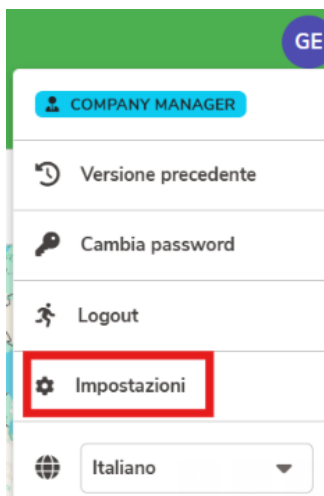 GE
COMPANY MANAGER
Versione precedente
Cambia password
Logout
Impostazioni
Italiano